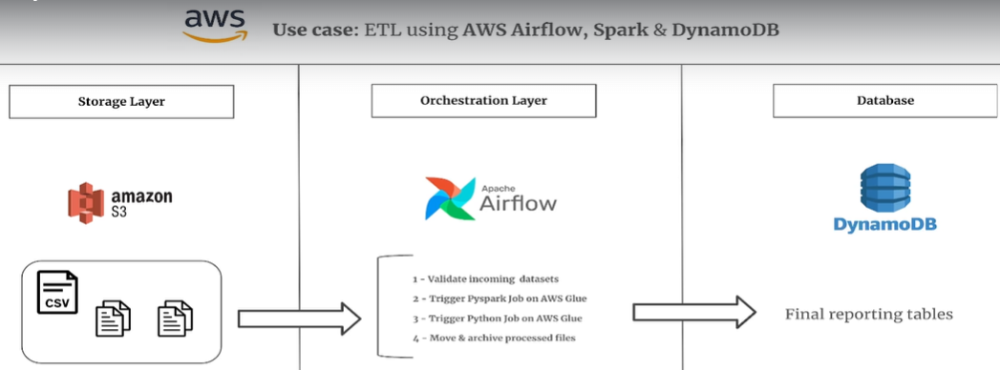 aws
Use case: ETL using AWS Airflow, Spark & DynamoDB
Storage Layer
Orchestration Layer
Database
amazon
S3
Apache
Airflow
DynamoDB
CSV
1 - Validate incoming datasets
2 - Trigger Pyspark Job on AWS Glue
3 - Trigger Python Job on AWS Glue
4 - Move & archive processed files
Final reporting tables